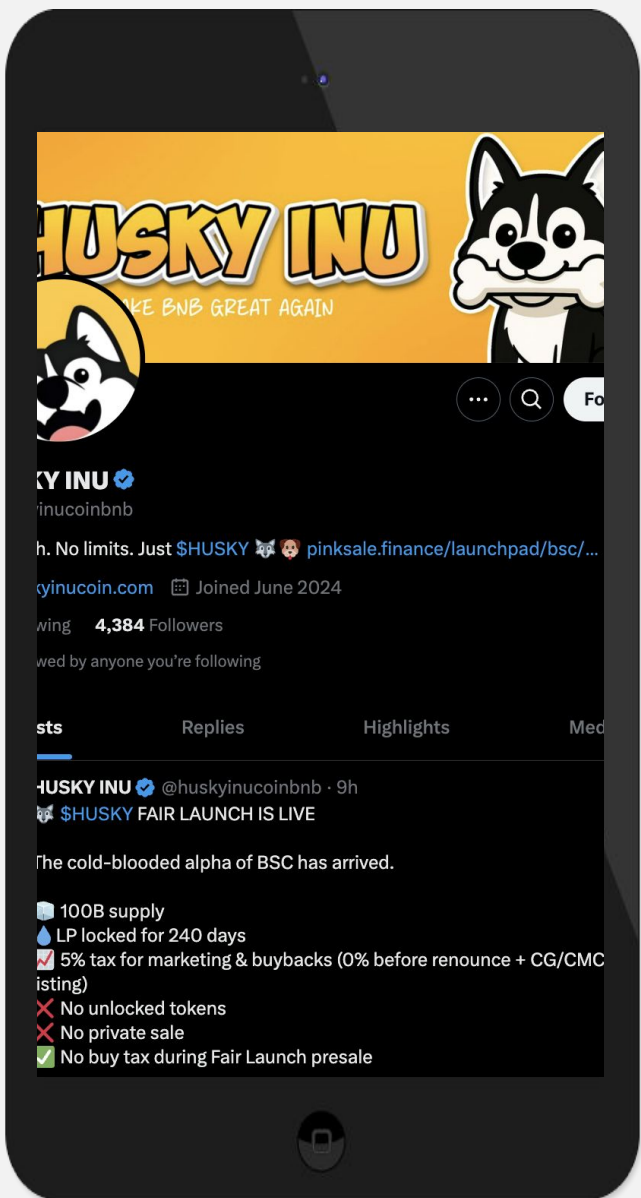 HUSKY INU
KE BNB GREAT AGAIN
Fo
KY INU
inucoinbnb
h. No limits. Just $HUSKY 🐺 🐶 pinksale.finance/launchpad/bsc/...
kyinucoin.com Joined June 2024
wing 4,384 Followers
wed by anyone you're following
sts Replies Highlights Med
HUSKY INU @huskyinucoinbnb · 9h
🐺 $HUSKY FAIR LAUNCH IS LIVE
The cold-blooded alpha of BSC has arrived.
🧊 100B supply
💧 LP locked for 240 days
📈 5% tax for marketing & buybacks (0% before renounce + CG/CMC
isting)
❌ No unlocked tokens
❌ No private sale
✅ No buy tax during Fair Launch presale